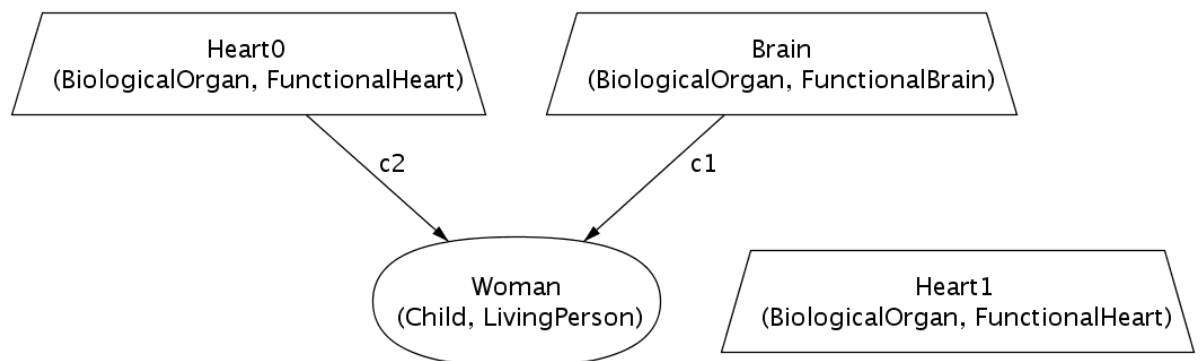 Heart0
(BiologicalOrgan, FunctionalHeart)
Brain
(BiologicalOrgan, FunctionalBrain)
c2
c1
Woman
(Child, LivingPerson)
Heart1
(BiologicalOrgan, FunctionalHeart)